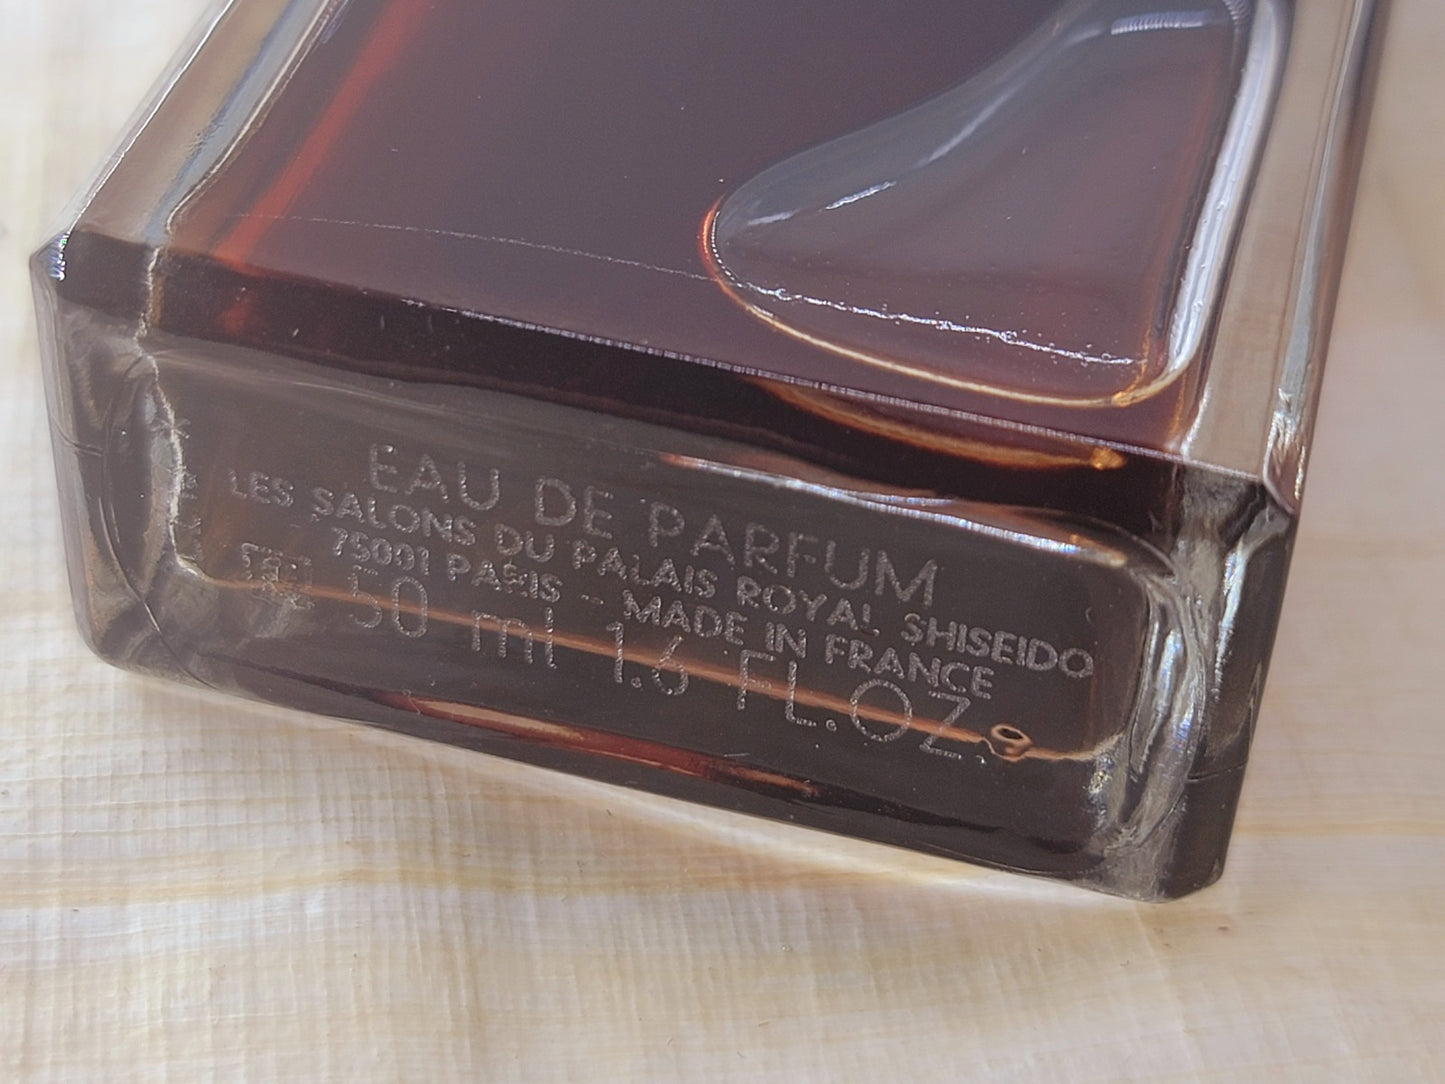 EAU DE PARFUM
LES SALONS DU PALAIS ROYAL SHISEIDO
75001 PARIS - MADE IN FRANCE
50 ml 1.6 FL.OZ.